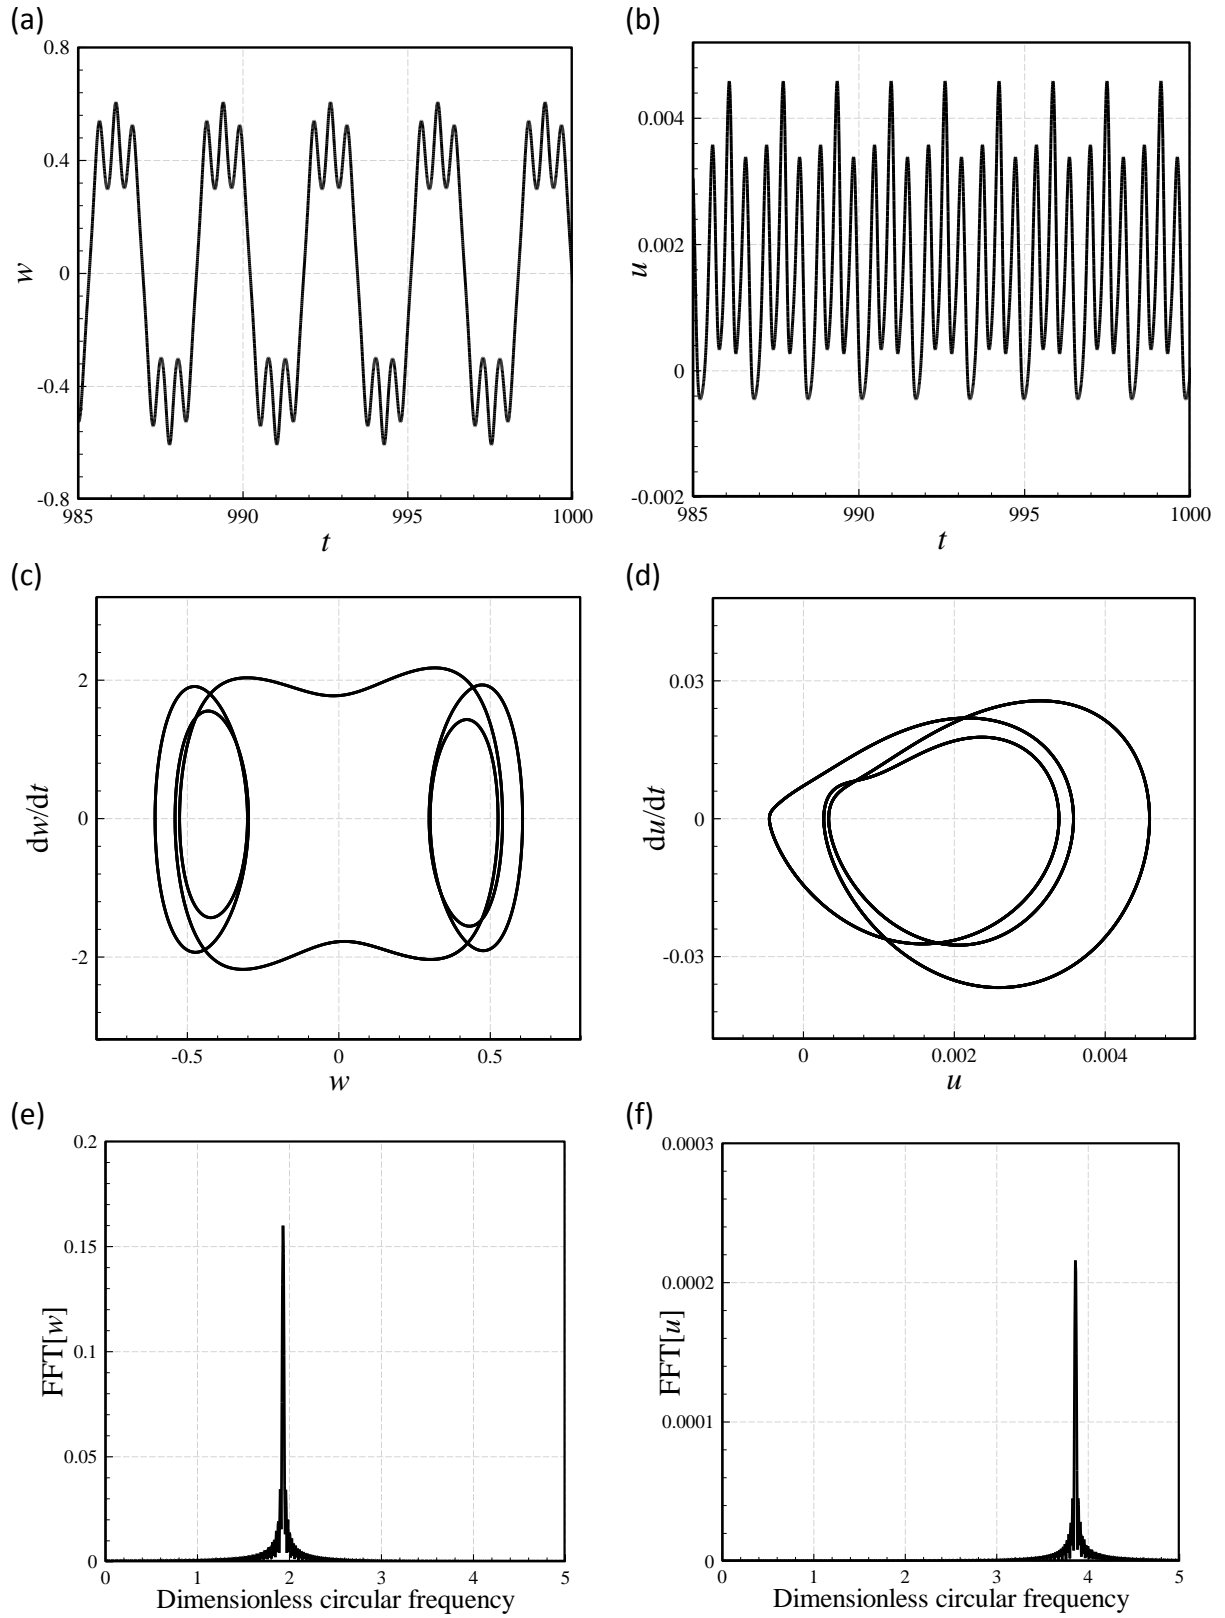 (a)
(b)
0.8
0.4
0
-0.4
-0.8
w
985
990
995
1000
t
0.004
0.002
0
-0.002
u
985
990
995
1000
t
(c)
(d)
2
0
-2
dw/dt
-0.5
0
0.5
w
0.03
0
-0.03
du/dt
0
0.002
0.004
u
(e)
(f)
0.2
0.15
0.1
0.05
0
FFT[w]
0
1
2
3
4
5
Dimensionless circular frequency
0.0003
0.0002
0.0001
0
FFT[u]
0
1
2
3
4
5
Dimensionless circular frequency